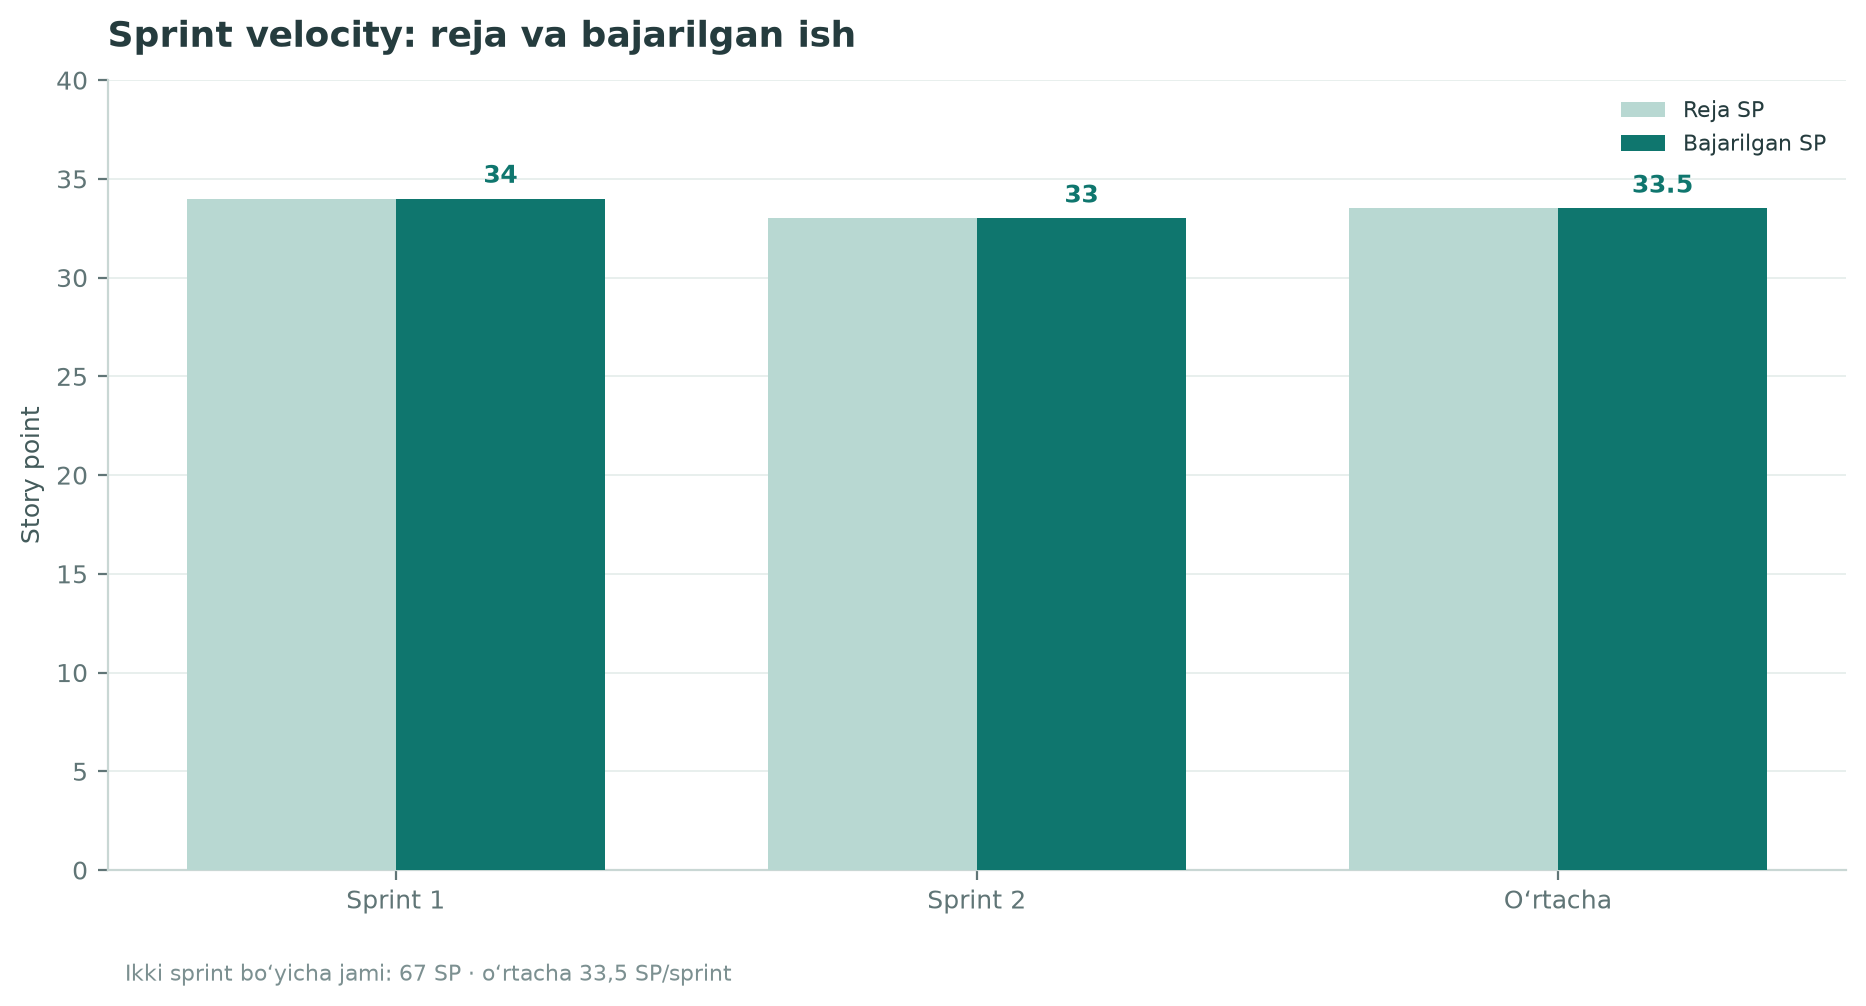 Sprint velocity: reja va bajarilgan ish
40
35
30
25
20
15
10
5
0
Story point
Reja SP
Bajarilgan SP
34
33
33.5
Sprint 1
Sprint 2
Oʻrtacha
Ikki sprint boʻyicha jami: 67 SP · oʻrtacha 33,5 SP/sprint